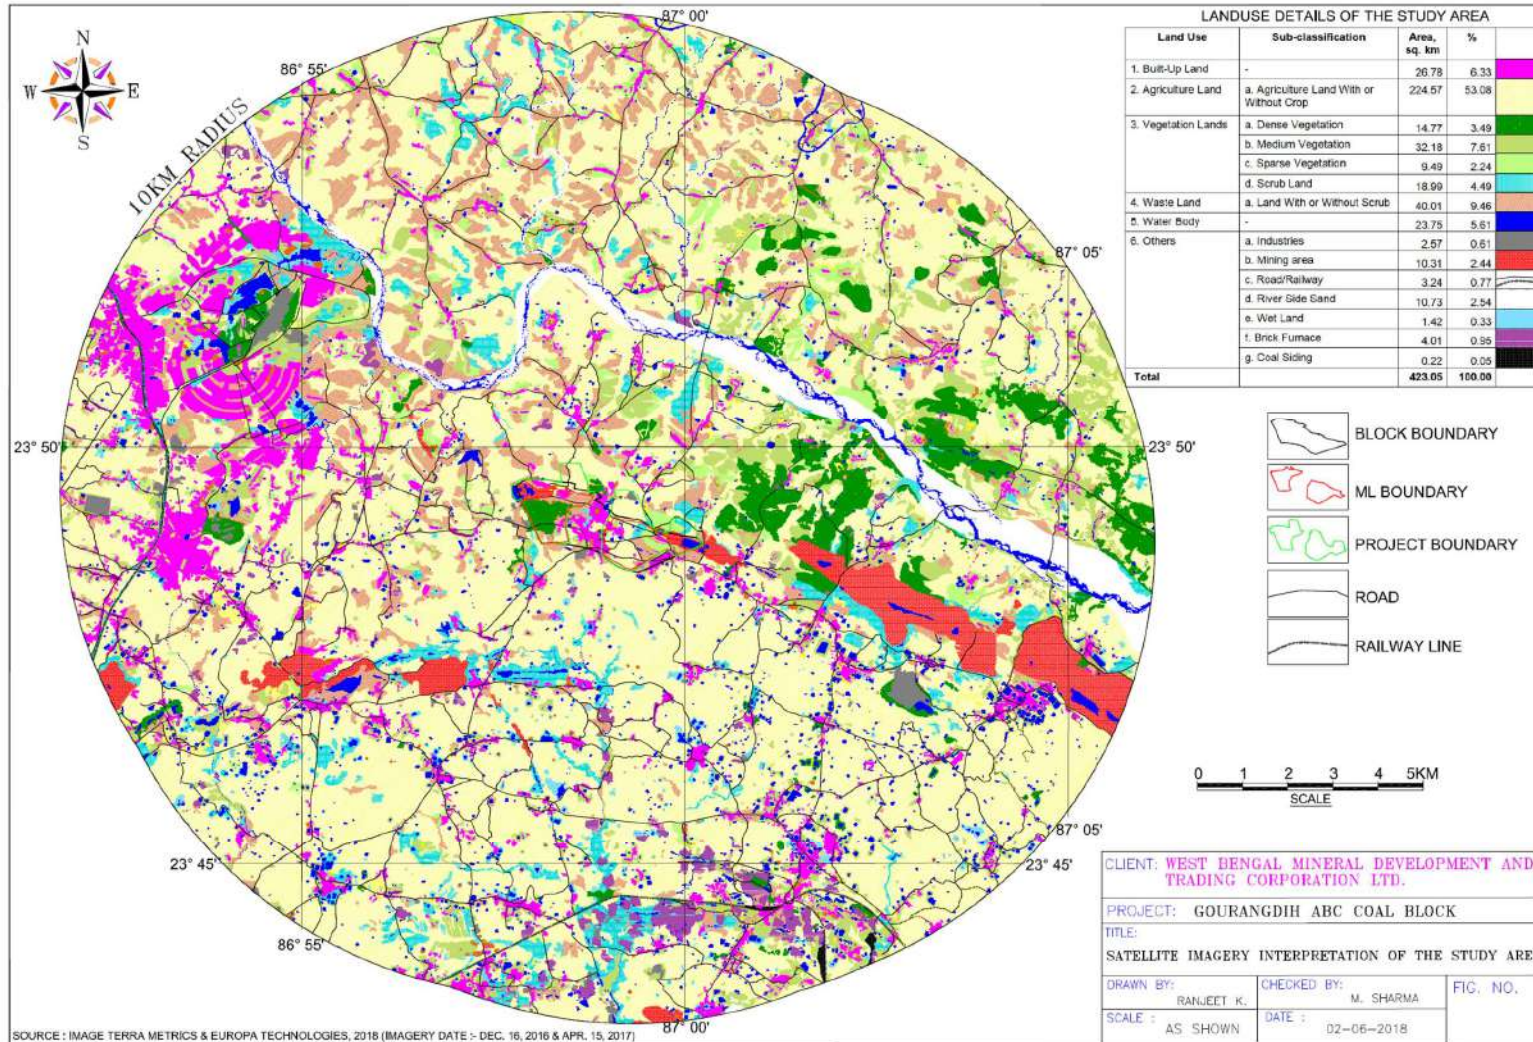 N
W E
S
10KM RADIUS
87° 00'
86° 55'
87° 05'
23° 50'
23° 50'
87° 05'
23° 45'
23° 45'
86° 55'
87° 00'
LANDUSE DETAILS OF THE STUDY AREA
Land Use Sub-classification Area, sq. km %
1. Built-Up Land - 26.78 6.33
2. Agriculture Land a. Agriculture Land With or Without Crop 224.57 53.08
3. Vegetation Lands a. Dense Vegetation 14.77 3.49
b. Medium Vegetation 32.18 7.61
c. Sparse Vegetation 9.49 2.24
d. Scrub Land 18.99 4.49
4. Waste Land a. Land With or Without Scrub 40.01 9.46
5. Water Body - 23.75 5.61
6. Others a. Industries 2.57 0.61
b. Mining area 10.31 2.44
c. Road/Railway 3.24 0.77
d. River Side Sand 10.73 2.54
e. Wet Land 1.42 0.33
f. Brick Furnace 4.01 0.95
g. Coal Siding 0.22 0.05
Total 423.05 100.00
BLOCK BOUNDARY
ML BOUNDARY
PROJECT BOUNDARY
ROAD
RAILWAY LINE
0 1 2 3 4 5KM
SCALE
CLIENT: WEST BENGAL MINERAL DEVELOPMENT AND
TRADING CORPORATION LTD.
PROJECT: GOURANGDIH ABC COAL BLOCK
TITLE:
SATELLITE IMAGERY INTERPRETATION OF THE STUDY ARE
DRAWN BY: RANJEET K.
CHECKED BY: M. SHARMA
FIG. NO.
SCALE : AS SHOWN
DATE : 02-06-2018
SOURCE : IMAGE TERRA METRICS & EUROPA TECHNOLOGIES, 2018 (IMAGERY DATE :- DEC. 16, 2016 & APR. 15, 2017)